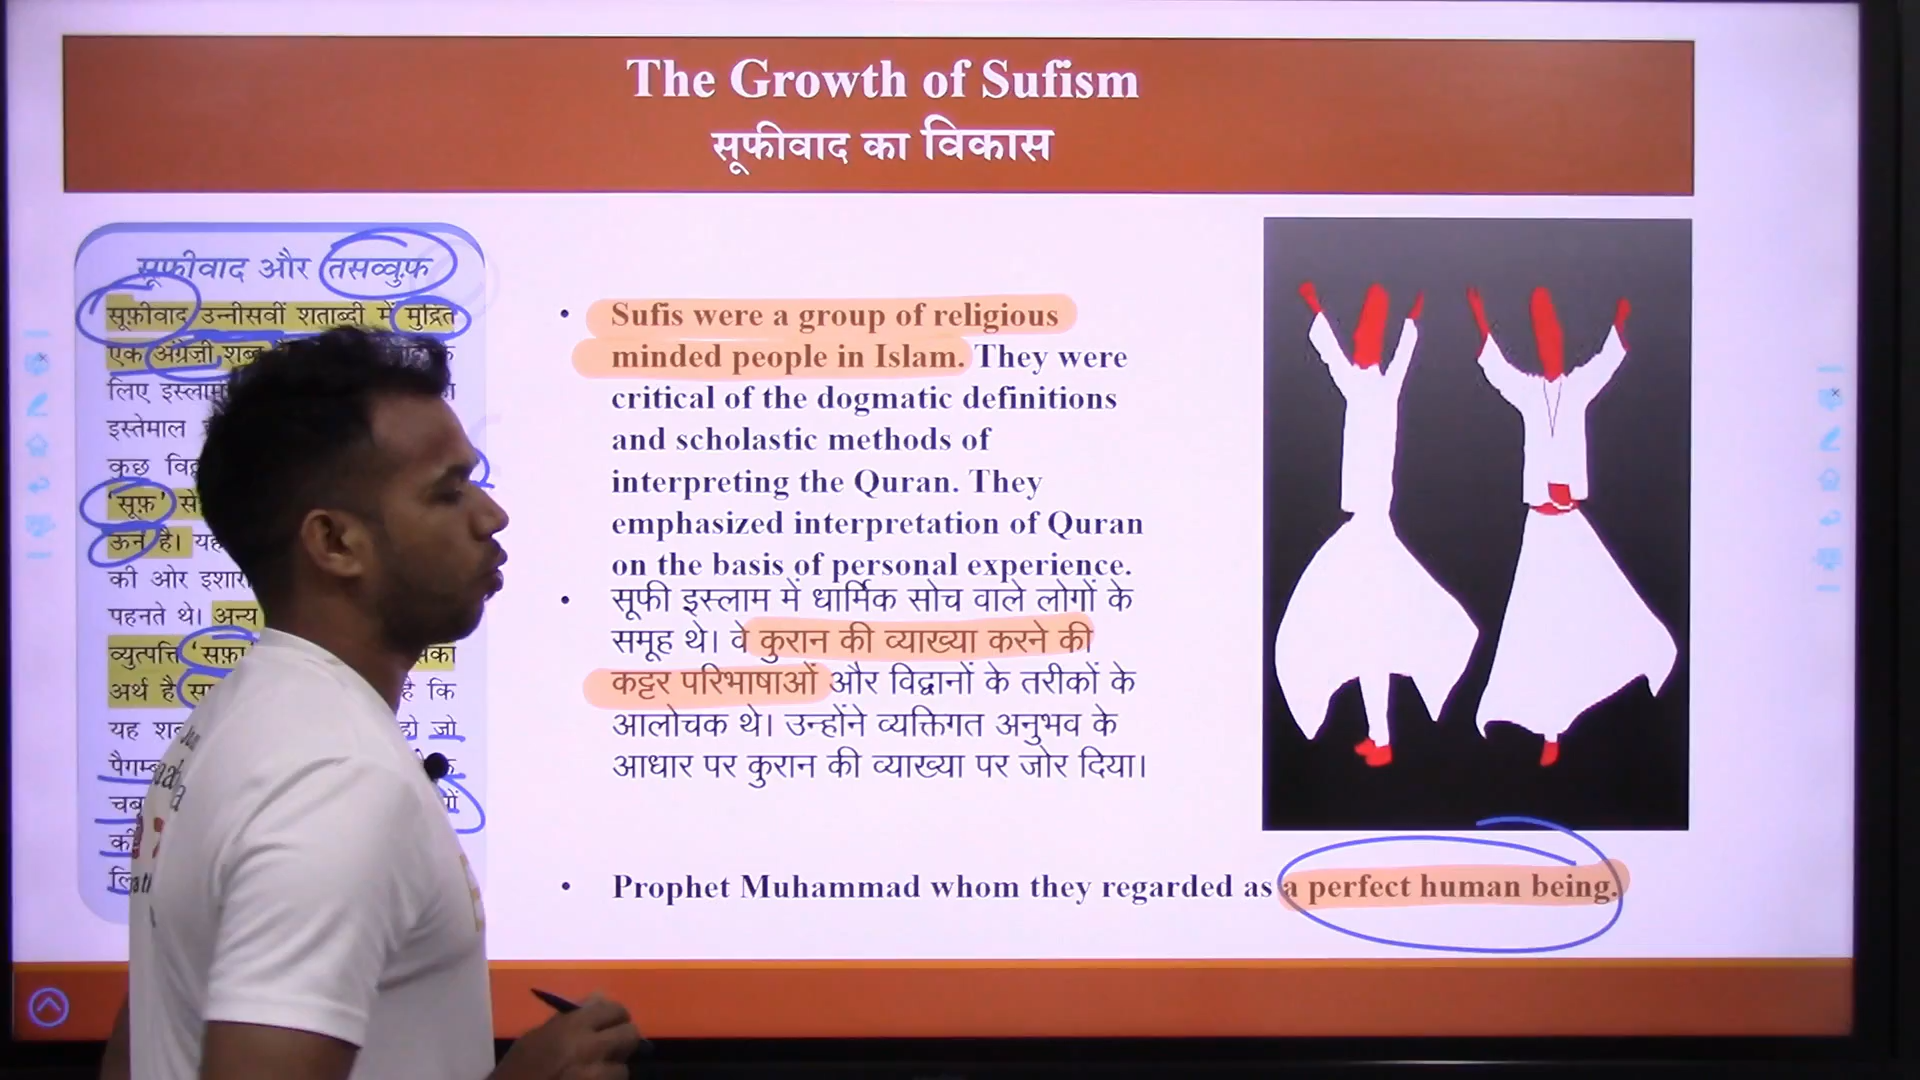 The Growth of Sufism
सूफीवाद का विकास
सूफ़ीवाद और तसव्वुफ़
सूफ़ीवाद उन्नीसवीं शताब्दी में मुद्रित
एक अंग्रेजी शब्द
लिए
इस्तेमाल
कुछ
'सूफ़' से
ऊन है। यह
की ओर
पहनते थे। अन्य
व्युत्पत्ति 'सफ़ा'
अर्थ है है कि
यह हो जो
की
• Sufis were a group of religious
minded people in Islam. They were
critical of the dogmatic definitions
and scholastic methods of
interpreting the Quran. They
emphasized interpretation of Quran
on the basis of personal experience.
• सूफी इस्लाम में धार्मिक सोच वाले लोगों के
समूह थे। वे कुरान की व्याख्या करने की
कट्टर परिभाषाओं और विद्वानों के तरीकों के
आलोचक थे। उन्होंने व्यक्तिगत अनुभव के
आधार पर कुरान की व्याख्या पर जोर दिया।
• Prophet Muhammad whom they regarded as a perfect human being.